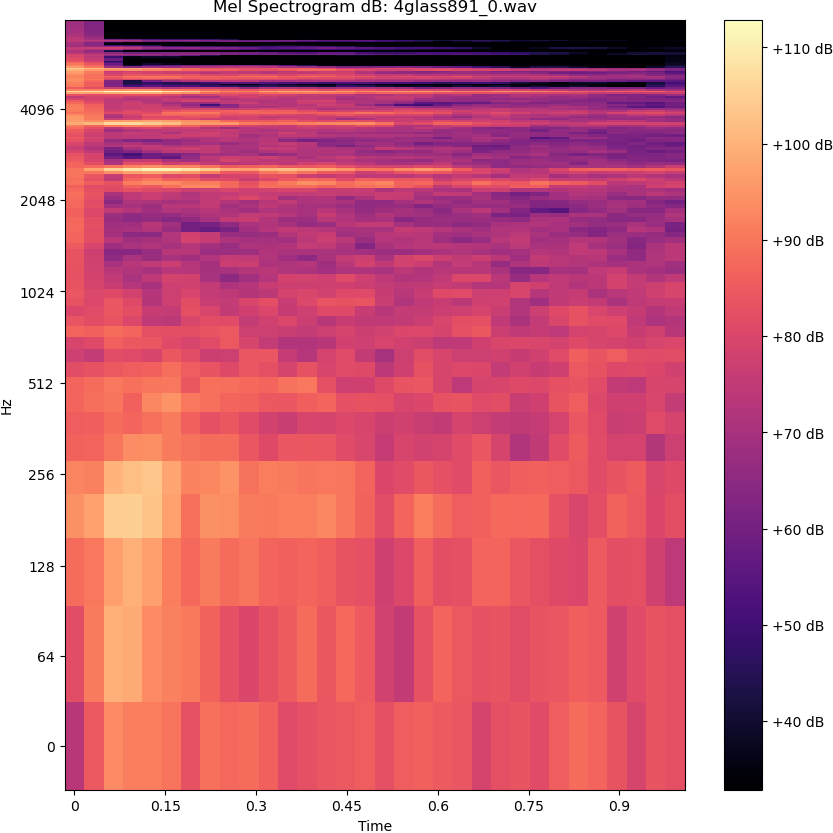 Mel Spectrogram dB: 4glass891_0.wav
+110 dB
4096
+100 dB
2048
+90 dB
1024
+80 dB
512
Hz
+70 dB
256
+60 dB
128
+50 dB
64
+40 dB
0
0 0.15 0.3 0.45 0.6 0.75 0.9
Time